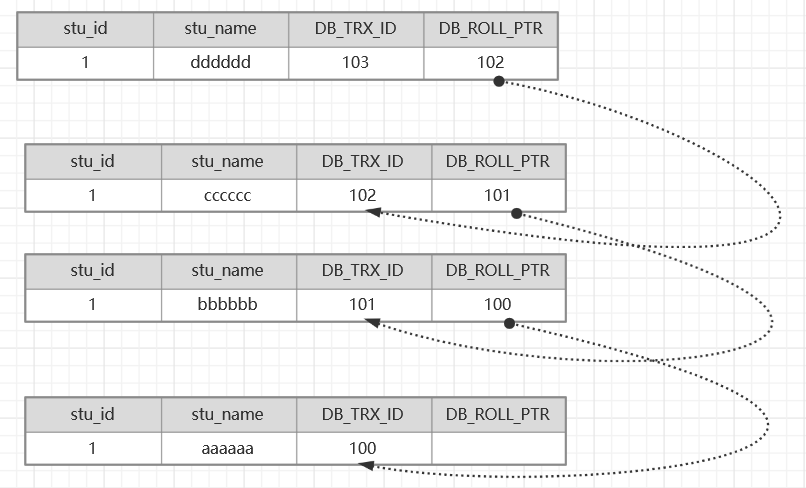 stu_id stu_name DB_TRX_ID DB_ROLL_PTR
1 dddddd 103 102
stu_id stu_name DB_TRX_ID DB_ROLL_PTR
1 cccccc 102 101
stu_id stu_name DB_TRX_ID DB_ROLL_PTR
1 bbbbbb 101 100
stu_id stu_name DB_TRX_ID DB_ROLL_PTR
1 aaaaaa 100